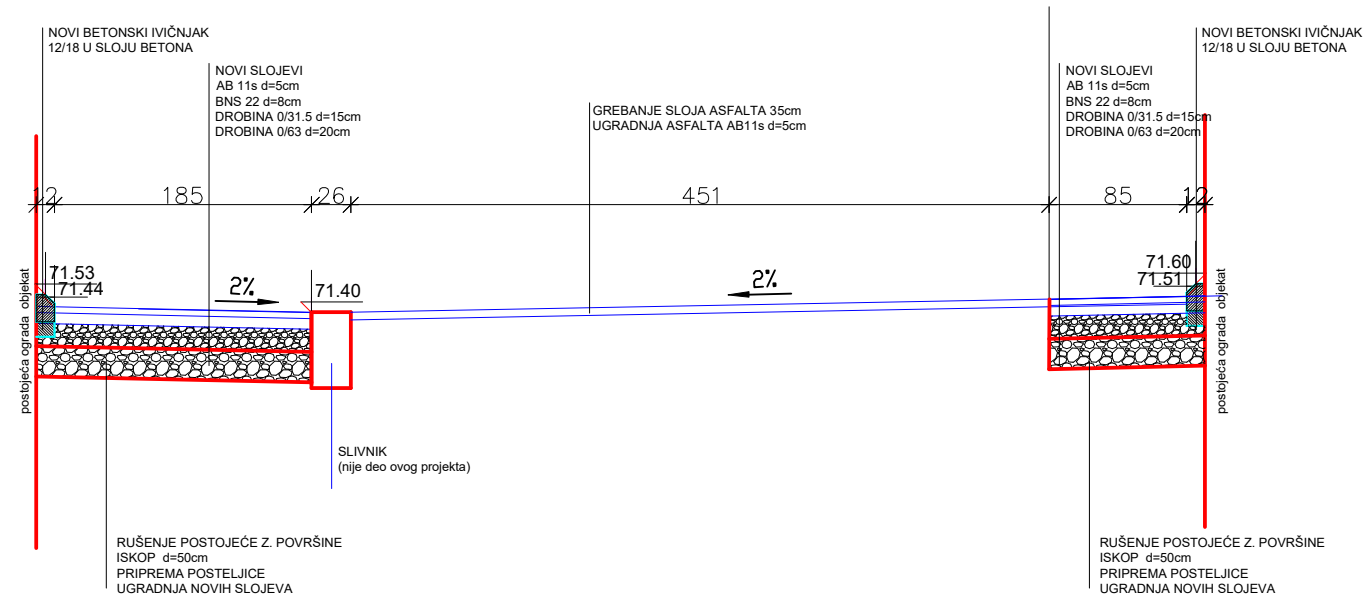 NOVI BETONSKI IVIČNJAK
12/18 U SLOJU BETONA
NOVI SLOJEVI
AB 11s d=5cm
BNS 22 d=8cm
DROBINA 0/31.5 d=15cm
DROBINA 0/63 d=20cm
GREBANJE SLOJA ASFALTA 35cm
UGRADNJA ASFALTA AB11s d=5cm
NOVI SLOJEVI
AB 11s d=5cm
BNS 22 d=8cm
DROBINA 0/31.5 d=15cm
DROBINA 0/63 d=20cm
NOVI BETONSKI IVIČNJAK
12/18 U SLOJU BETONA
12
185
26
451
85
12
71.53
71.44
2%
71.40
2%
71.60
71.51
postojeća ograda objekat
postojeća ograda objekat
SLIVNIK
(nije deo ovog projekta)
RUŠENJE POSTOJEĆE Z. POVRŠINE
ISKOP d=50cm
PRIPREMA POSTELJICE
UGRADNJA NOVIH SLOJEVA
RUŠENJE POSTOJEĆE Z. POVRŠINE
ISKOP d=50cm
PRIPREMA POSTELJICE
UGRADNJA NOVIH SLOJEVA